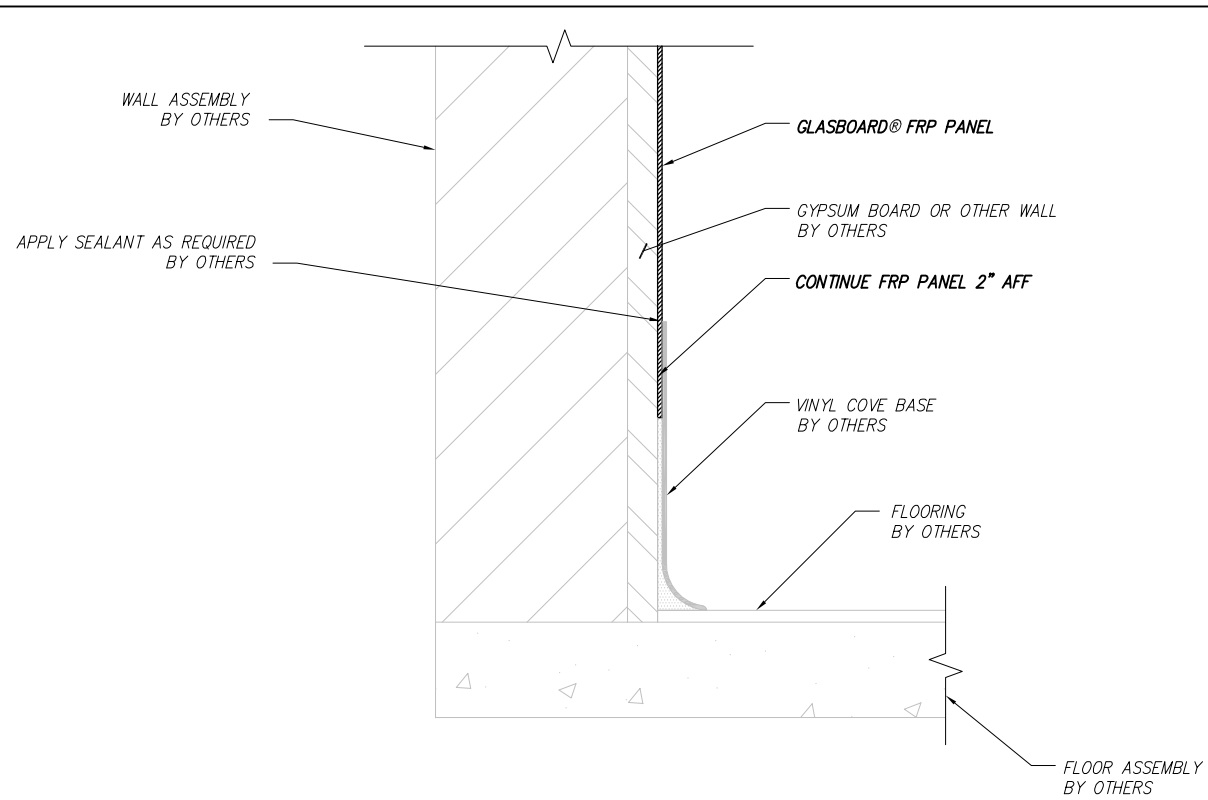 WALL ASSEMBLY
BY OTHERS
GLASBOARD® FRP PANEL
GYPSUM BOARD OR OTHER WALL
BY OTHERS
APPLY SEALANT AS REQUIRED
BY OTHERS
CONTINUE FRP PANEL 2" AFF
VINYL COVE BASE
BY OTHERS
FLOORING
BY OTHERS
FLOOR ASSEMBLY
BY OTHERS